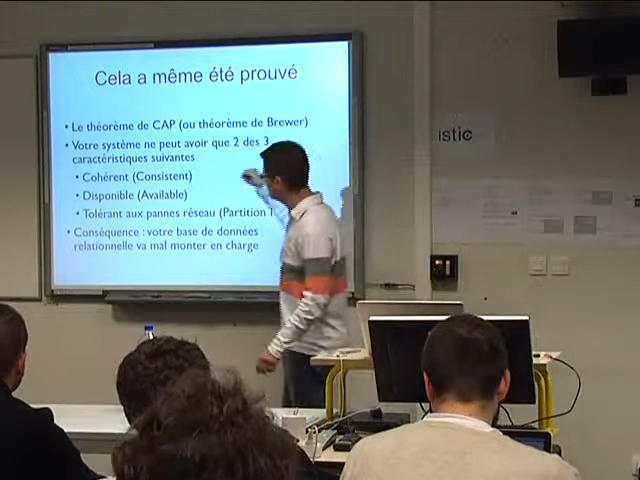 Cela a même été prouvé
• Le théorème de CAP (ou théorème de Brewer)
• Votre système ne peut avoir que 2 des 3
caractéristiques suivantes
• Cohérent (Consistent)
• Disponible (Available)
• Tolérant aux pannes réseau (Partition
• Conséquence : votre base de données
relationnelle va mal monter en charge
istic